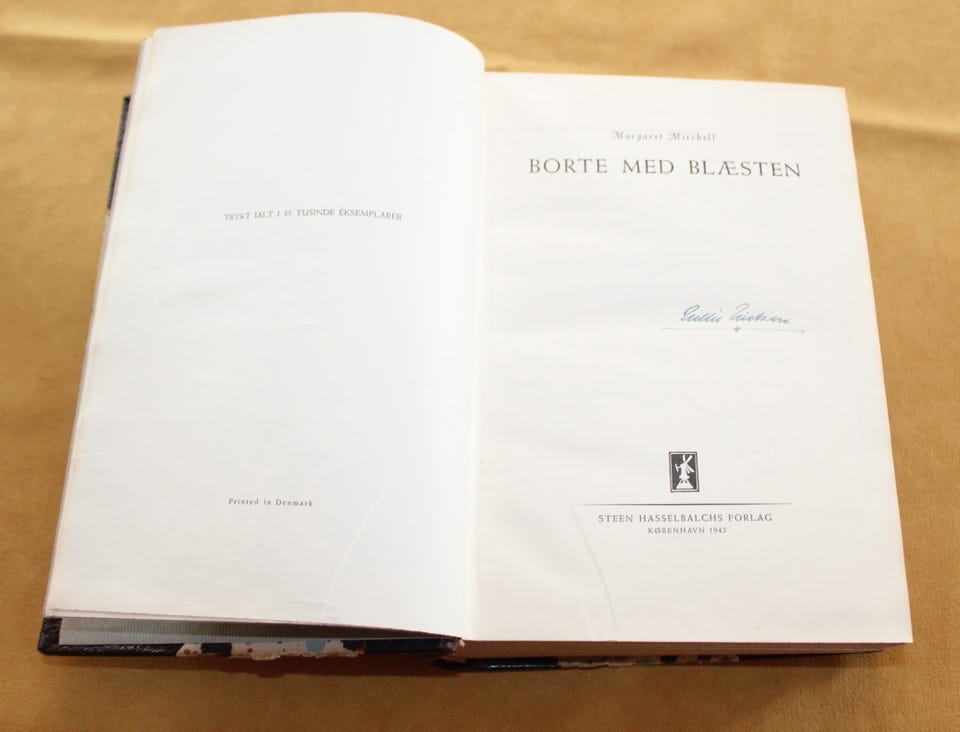 TRYKT IALT I 35 TUSINDE EKSEMPLARER
Printed in Denmark
Margaret Mitchell
BORTE MED BLÆSTEN
STEEN HASSELBALCHS FORLAG
KØBENHAVN 1942